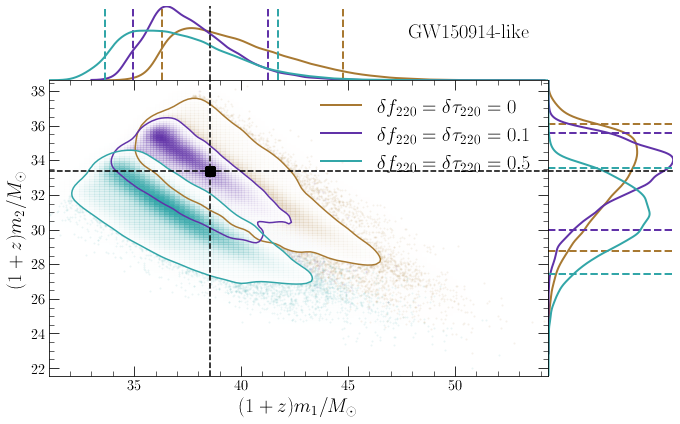 GW150914-like
δf₂₂₀ = δτ₂₂₀ = 0
δf₂₂₀ = δτ₂₂₀ = 0.1
δf₂₂₀ = δτ₂₂₀ = 0.5
38
36
34
32
30
28
26
24
22
(1 + z)m₂/M☉
35 40 45 50
(1 + z)m₁/M☉